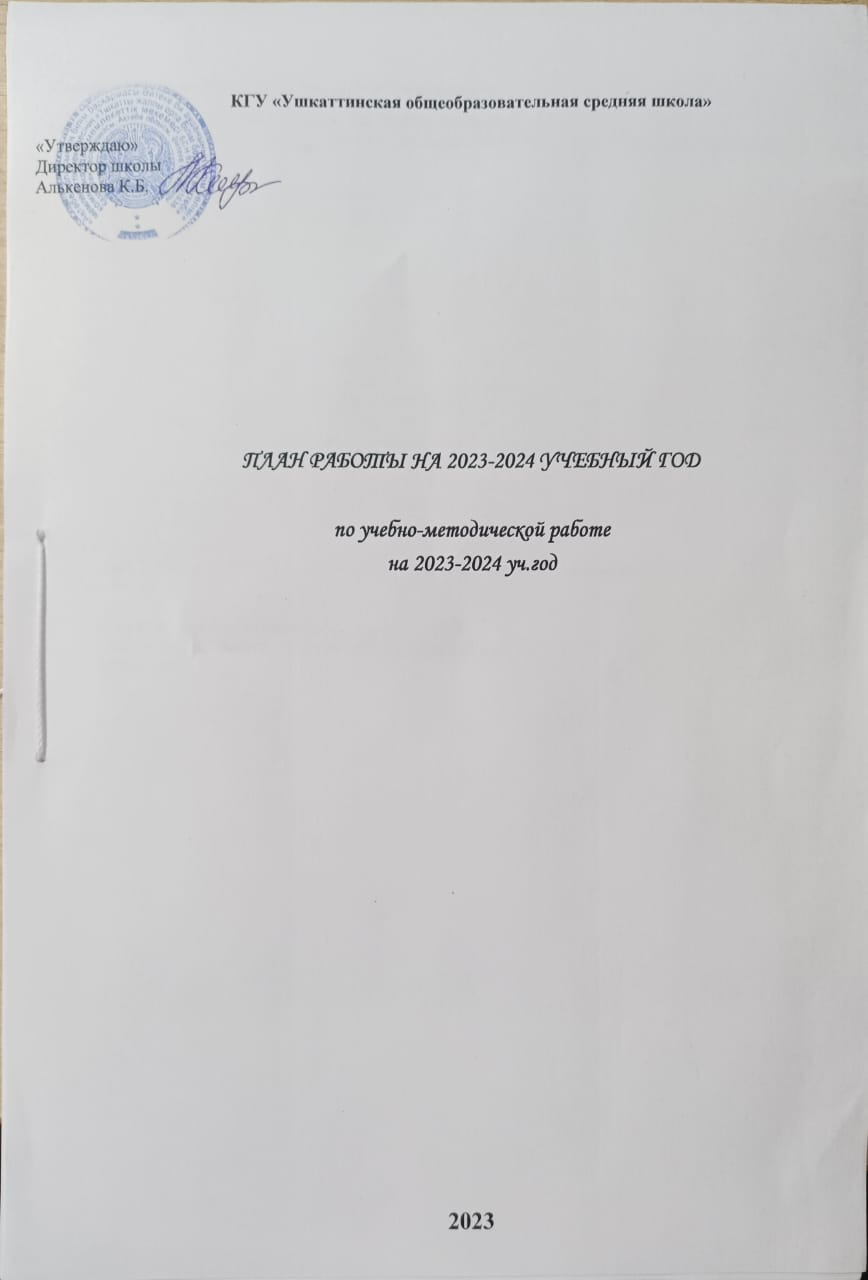 КГУ «Ушкаттинская общеобразовательная средняя школа»
«Утверждаю»
Директор школы
Алькенова К.Б.
ПЛАН РАБОТЫ НА 2023-2024 УЧЕБНЫЙ ГОД
по учебно-методической работе
на 2023-2024 уч.год
2023